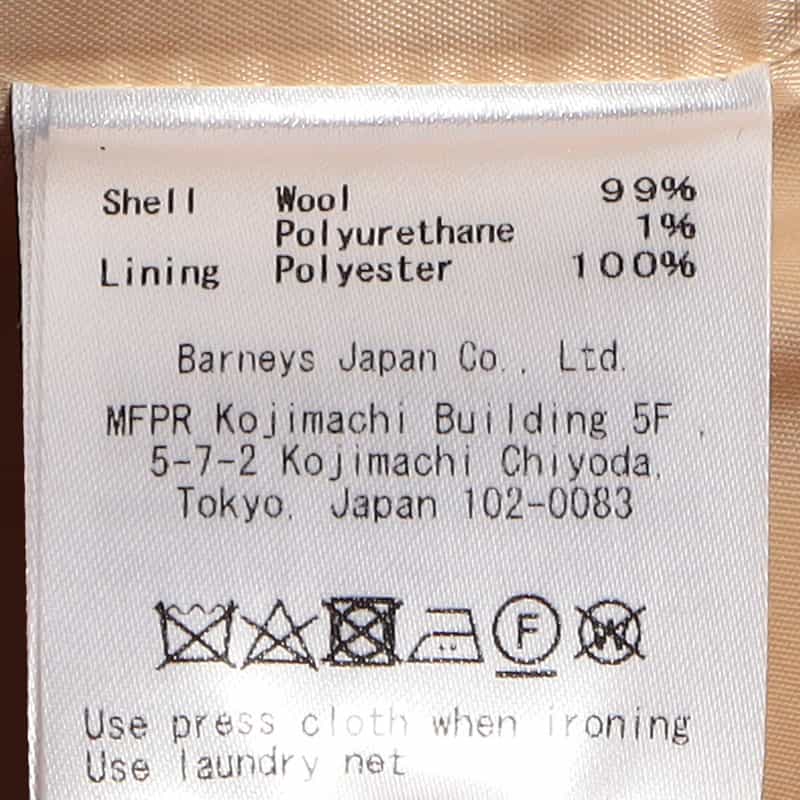 Shell Wool 99%
Polyurethane 1%
Lining Polyester 100%
Barneys Japan Co., Ltd.
MFPR Kojimachi Building 5F ,
5-7-2 Kojimachi Chiyoda,
Tokyo, Japan 102-0083
F W
Use press cloth when ironing
Use laundry net